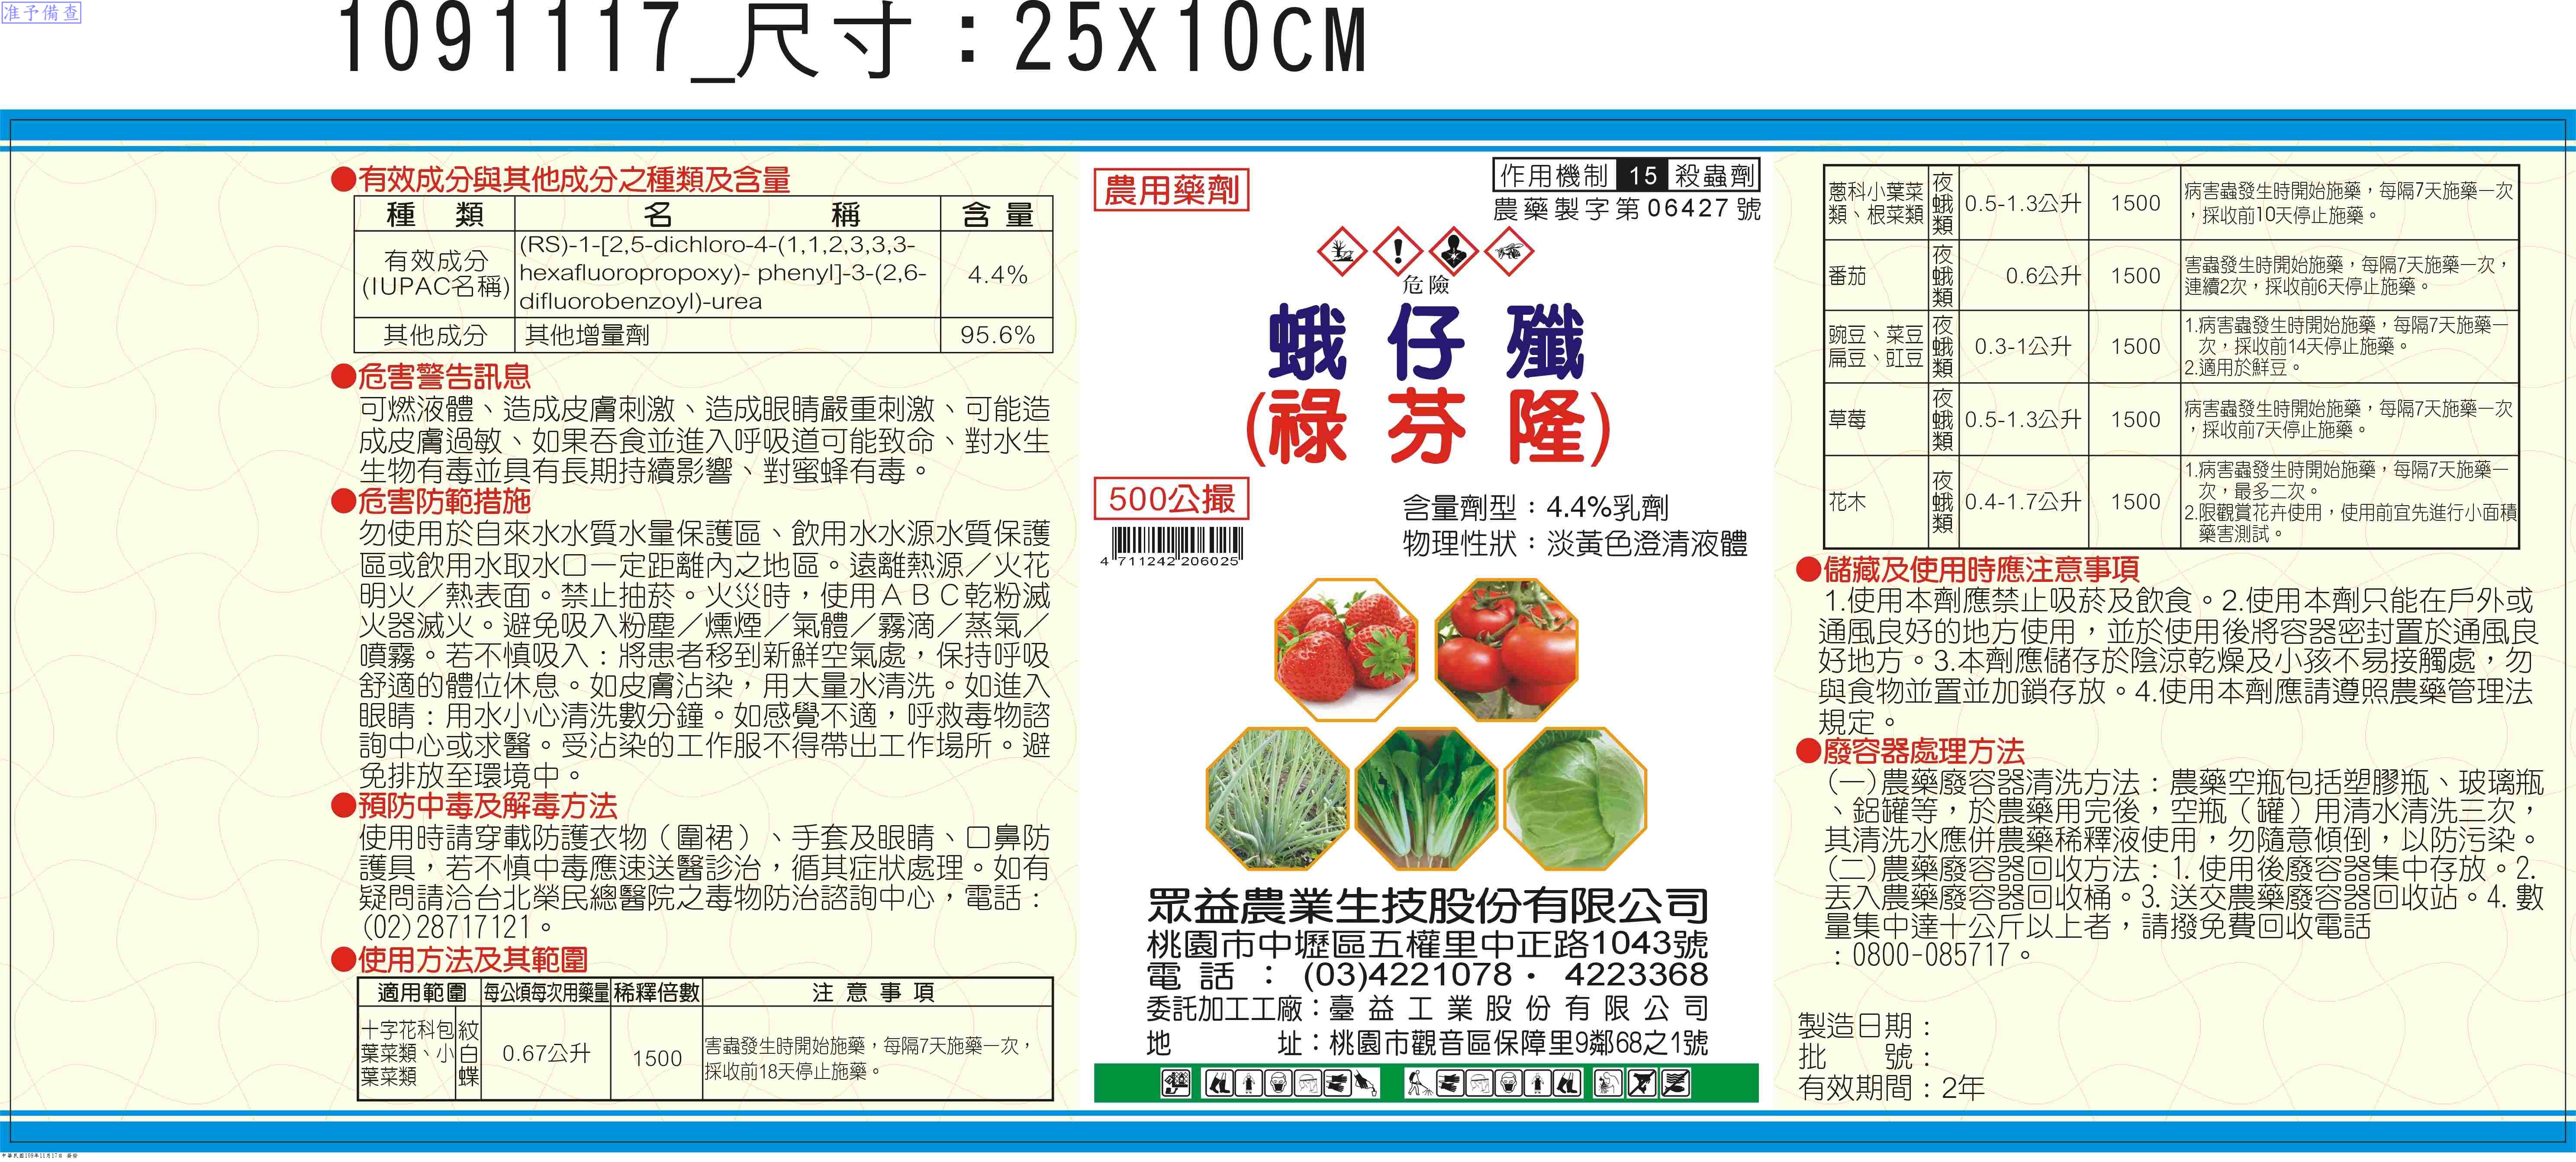 准予備查
1091117_尺寸：25X10CM
●有效成分與其他成分之種類及含量
種 類 名 稱 含 量
有效成分
(IUPAC名稱)
(RS)-1-[2,5-dichloro-4-(1,1,2,3,3,3-
hexafluoropropoxy)- phenyl]-3-(2,6-
difluorobenzoyl)-urea
4.4%
其他成分 其他增量劑 95.6%
●危害警告訊息
可燃液體、造成皮膚刺激、造成眼睛嚴重刺激、可能造
成皮膚過敏、如果吞食並進入呼吸道可能致命、對水生
生物有毒並具有長期持續影響、對蜜蜂有毒。
●危害防範措施
勿使用於自來水水質水量保護區、飲用水水源水質保護
區或飲用水取水口一定距離內之地區。遠離熱源／火花
明火／熱表面。禁止抽菸。火災時，使用ＡＢＣ乾粉滅
火器滅火。避免吸入粉塵／燻煙／氣體／霧滴／蒸氣／
噴霧。若不慎吸入：將患者移到新鮮空氣處，保持呼吸
舒適的體位休息。如皮膚沾染，用大量水清洗。如進入
眼睛：用水小心清洗數分鐘。如感覺不適，呼救毒物諮
詢中心或求醫。受沾染的工作服不得帶出工作場所。避
免排放至環境中。
●預防中毒及解毒方法
使用時請穿載防護衣物（圍裙）、手套及眼睛、口鼻防
護具，若不慎中毒應速送醫診治，循其症狀處理。如有
疑問請洽台北榮民總醫院之毒物防治諮詢中心，電話：
(02)28717121。
●使用方法及其範圍
適用範圍 每公頃每次用藥量 稀釋倍數 注 意 事 項
十字花科包
葉菜類、小
葉菜類
紋
白
蝶
0.67公升
1500
害蟲發生時開始施藥，每隔7天施藥一次，
採收前18天停止施藥。
農用藥劑
作用機制 15 殺蟲劑
農藥製字第06427號
危險
蛾仔殲
(祿芬隆)
500公撮
4 711242 206025
含量劑型：4.4%乳劑
物理性狀：淡黃色澄清液體
眾益農業生技股份有限公司
桃園市中壢區五權里中正路1043號
電 話 ： (03)4221078． 4223368
委託加工工廠：臺益工業股份有限公司
地 址：桃園市觀音區保障里9鄰68之1號
蔥科小葉菜
類、根菜類
夜
蛾
類
0.5-1.3公升
1500
病害蟲發生時開始施藥，每隔7天施藥一次
，採收前10天停止施藥。
番茄
夜
蛾
類
0.6公升
1500
害蟲發生時開始施藥，每隔7天施藥一次，
連續2次，採收前6天停止施藥。
豌豆、菜豆
扁豆、豇豆
夜
蛾
類
0.3-1公升
1500
1.病害蟲發生時開始施藥，每隔7天施藥一
次，採收前14天停止施藥。
2.適用於鮮豆。
草莓
夜
蛾
類
0.5-1.3公升
1500
病害蟲發生時開始施藥，每隔7天施藥一次
，採收前7天停止施藥。
花木
夜
蛾
類
0.4-1.7公升
1500
1.病害蟲發生時開始施藥，每隔7天施藥一
次，最多二次。
2.限觀賞花卉使用，使用前宜先進行小面積
藥害測試。
●儲藏及使用時應注意事項
1.使用本劑應禁止吸菸及飲食。2.使用本劑只能在戶外或
通風良好的地方使用，並於使用後將容器密封置於通風良
好地方。3.本劑應儲存於陰涼乾燥及小孩不易接觸處，勿
與食物並置並加鎖存放。4.使用本劑應請遵照農藥管理法
規定。
●廢容器處理方法
(一)農藥廢容器清洗方法：農藥空瓶包括塑膠瓶、玻璃瓶
、鋁罐等，於農藥用完後，空瓶（罐）用清水清洗三次，
其清洗水應併農藥稀釋液使用，勿隨意傾倒，以防污染。
(二)農藥廢容器回收方法：1. 使用後廢容器集中存放。2.
丟入農藥廢容器回收桶。3. 送交農藥廢容器回收站。4. 數
量集中達十公斤以上者，請撥免費回收電話
：0800-085717。
製造日期：
批 號：
有效期間：2年
中華民國109年11月17日